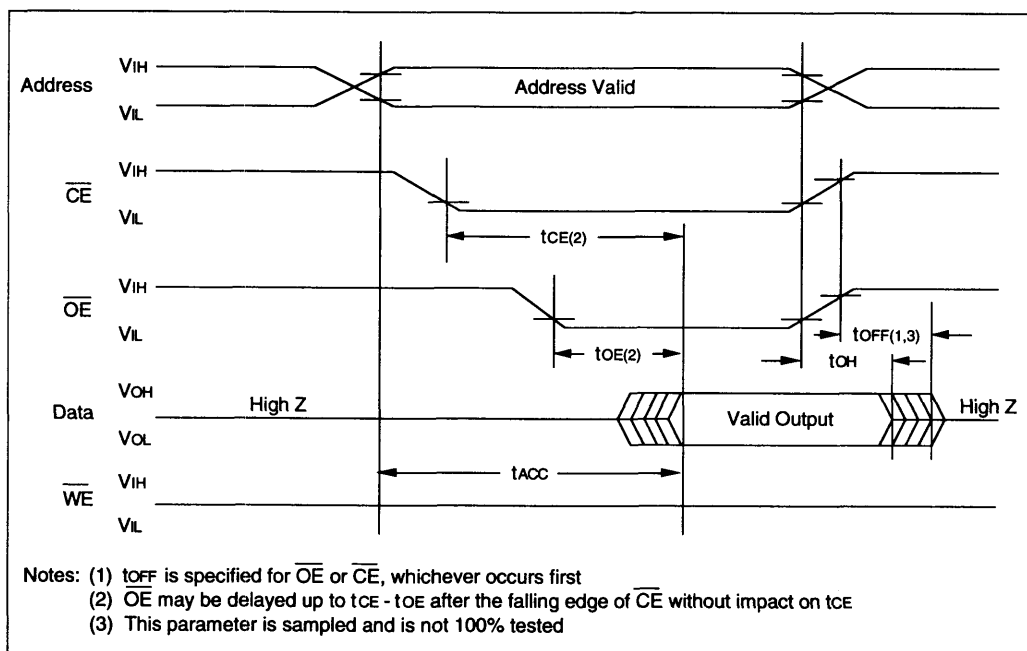 Address
VIH
VIL
Address Valid
CE
VIH
VIL
tCE(2)
OE
VIH
VIL
tOE(2)
tOFF(1,3)
tOH
Data
VOH
VOL
High Z
Valid Output
High Z
tACC
WE
VIH
VIL
Notes: (1) tOFF is specified for OE or CE, whichever occurs first
(2) OE may be delayed up to tCE - tOE after the falling edge of CE without impact on tCE
(3) This parameter is sampled and is not 100% tested